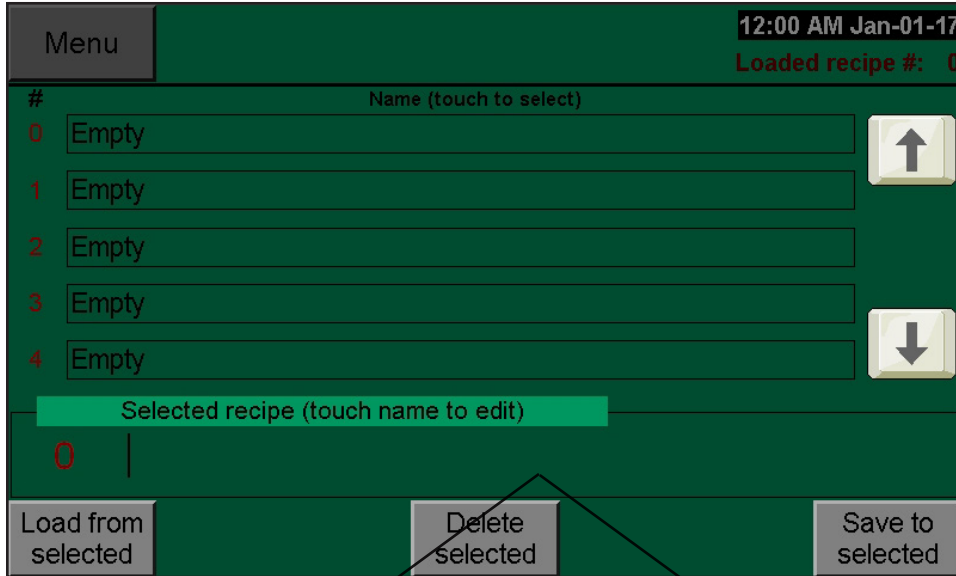 Menu
12:00 AM Jan-01-17
Loaded recipe #: 0
# Name (touch to select)
0 Empty
1 Empty
2 Empty
3 Empty
4 Empty
Selected recipe (touch name to edit)
0
Load from
selected
Delete
selected
Save to
selected